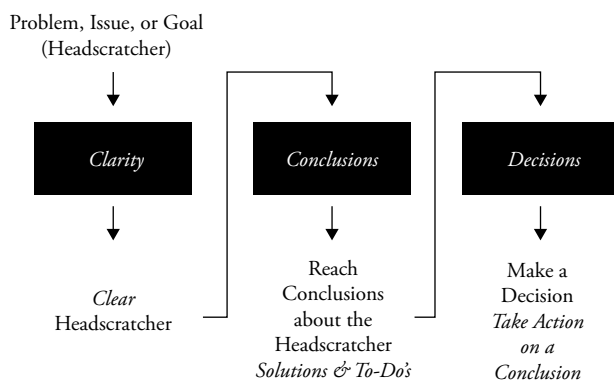 Problem, Issue, or Goal
(Headscratcher)
Clarity
Conclusions
Decisions
Clear
Headscratcher
Reach
Conclusions
about the
Headscratcher
Solutions & To-Do's
Make a
Decision
Take Action
on a
Conclusion